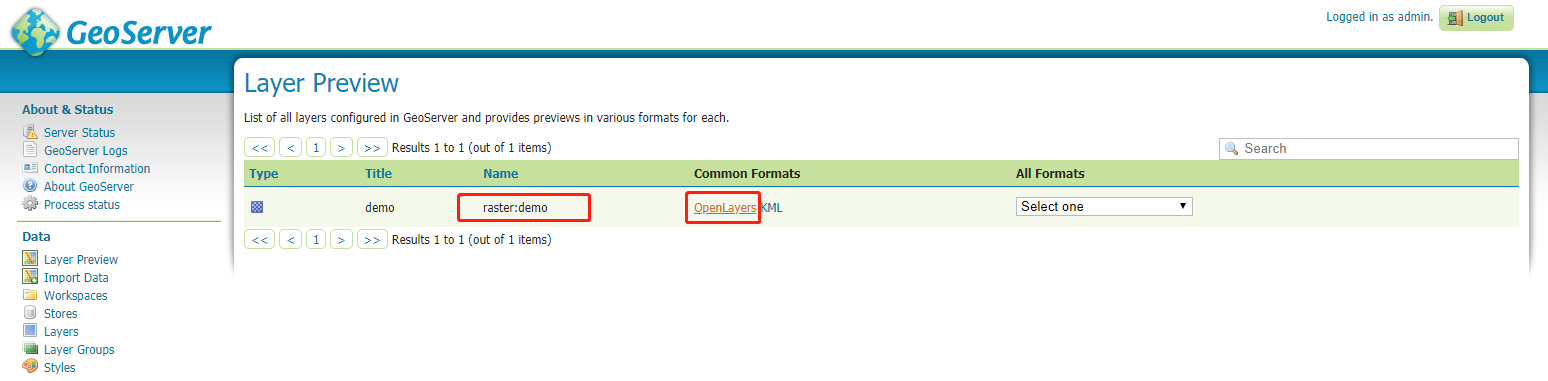 GeoServer
Logged in as admin. Logout
Layer Preview
List of all layers configured in GeoServer and provides previews in various formats for each.
About & Status
Server Status
GeoServer Logs
Contact Information
About GeoServer
Process status
Data
Layer Preview
Import Data
Workspaces
Stores
Layers
Layer Groups
Styles
<< < 1 > >> Results 1 to 1 (out of 1 items) Search
Type Title Name Common Formats All Formats
demo raster:demo OpenLayers KML Select one
<< < 1 > >> Results 1 to 1 (out of 1 items)